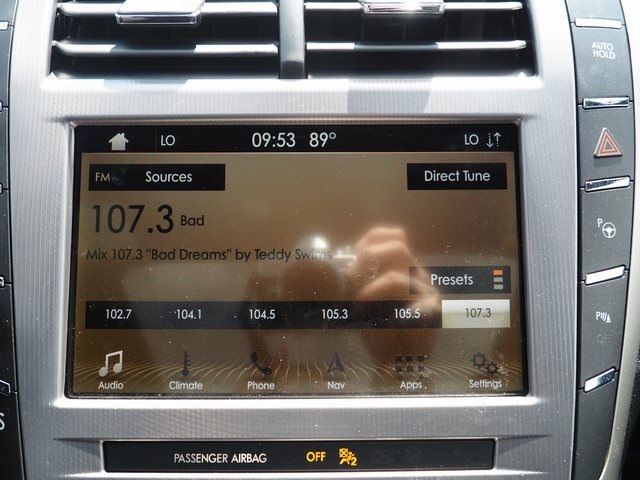 AUTO
HOLD
LO 09:53 89° LO
FM Sources Direct Tune
107.3 Bad
Mix 107.3 "Bad Dreams" by Teddy Swims
Presets
102.7 104.1 104.5 105.3 105.5 107.3
Audio Climate Phone Nav Apps Settings
P
P
OFF
PASSENGER AIRBAG OFF 2
S